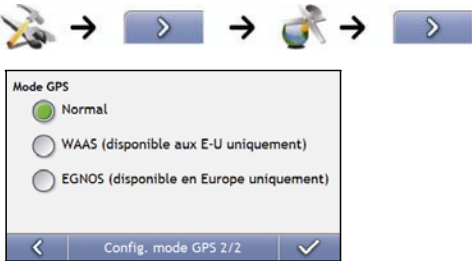 Mode GPS
Normal
WAAS (disponible aux E-U uniquement)
EGNOS (disponible en Europe uniquement)
Config. mode GPS 2/2